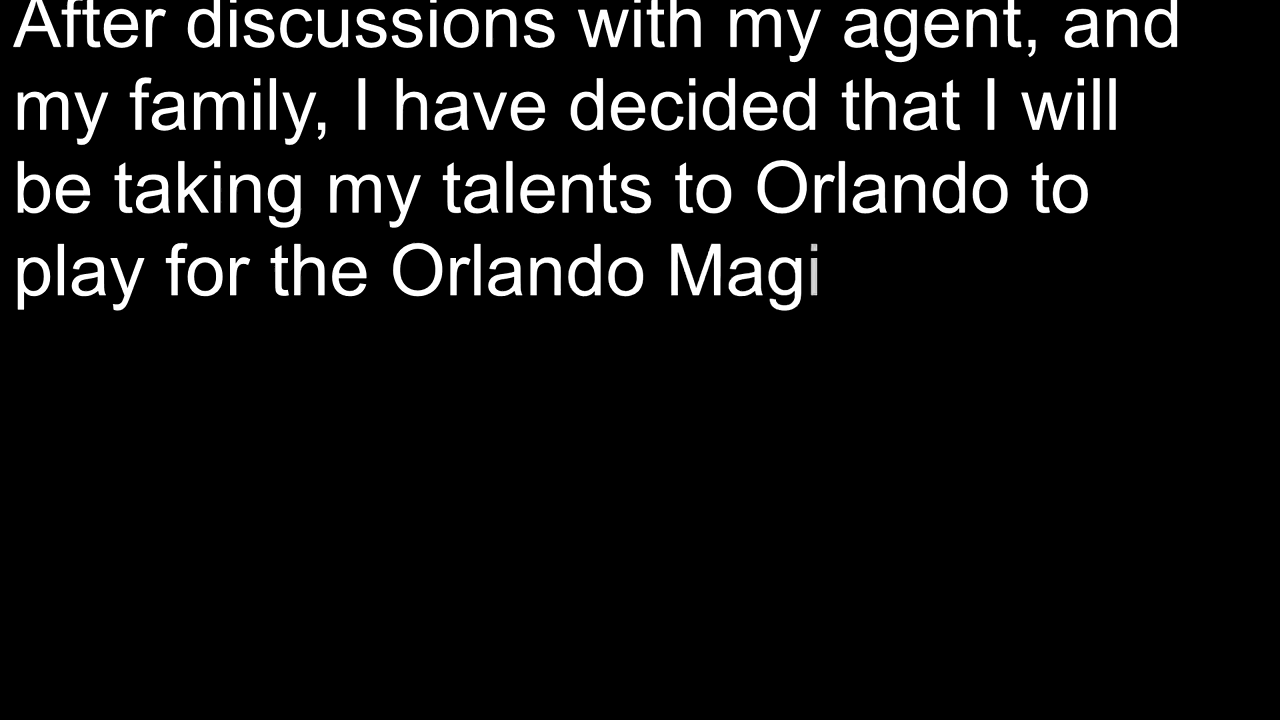 After discussions with my agent, and
my family, I have decided that I will
be taking my talents to Orlando to
play for the Orlando Magi